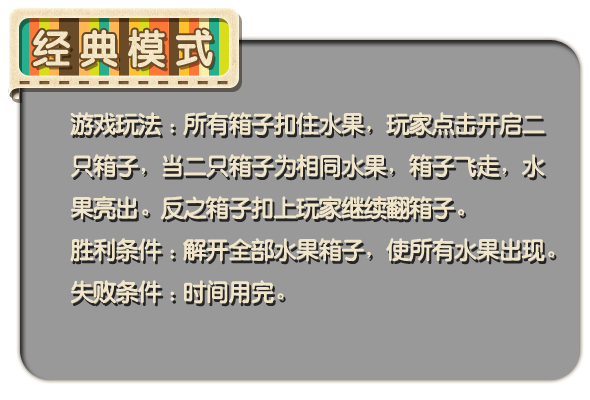 经典模式
游戏玩法：所有箱子扣住水果，玩家点击开启二
只箱子，当二只箱子为相同水果，箱子飞走，水
果亮出。反之箱子扣上玩家继续翻箱子。
胜利条件：解开全部水果箱子，使所有水果出现。
失败条件：时间用完。